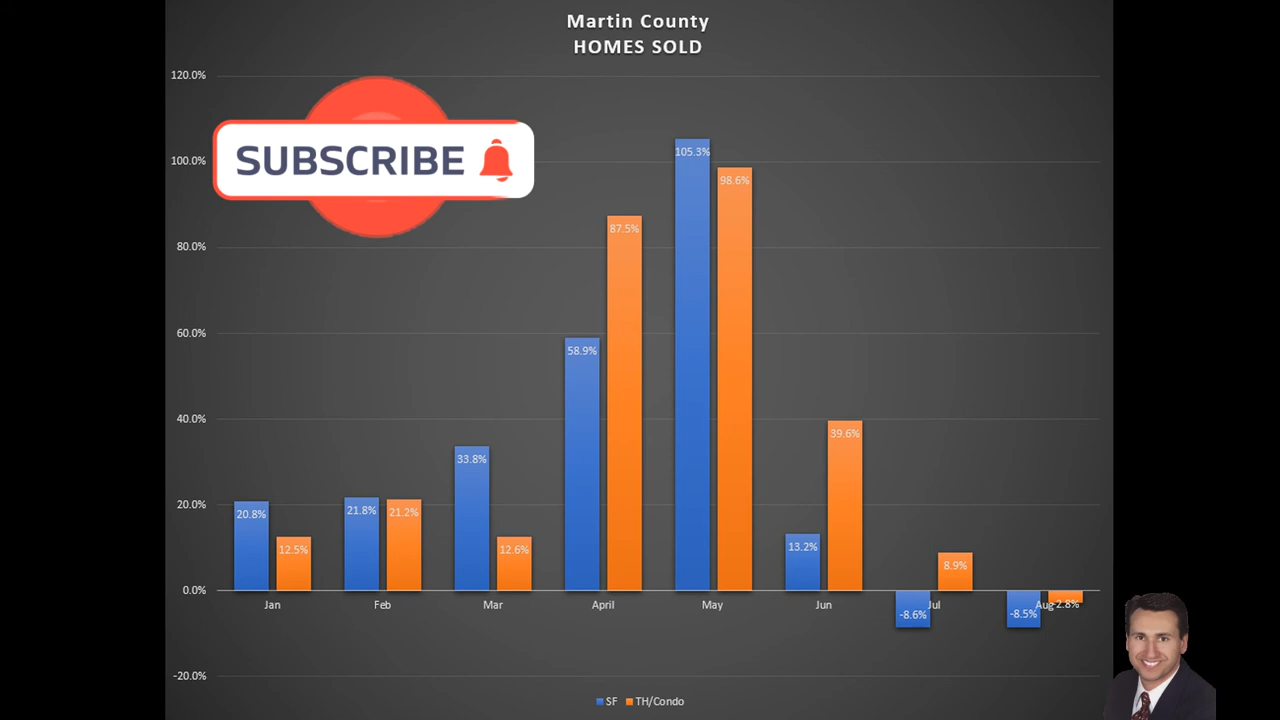 Martin County
HOMES SOLD
120.0%
100.0%
80.0%
60.0%
40.0%
20.0%
0.0%
-20.0%
SUBSCRIBE
20.8%
12.5%
21.8%
21.2%
33.8%
12.6%
58.9%
87.5%
105.3%
98.6%
13.2%
39.6%
-8.6%
8.9%
-8.5%
-2.8%
Jan
Feb
Mar
April
May
Jun
Jul
Aug
SF
TH/Condo